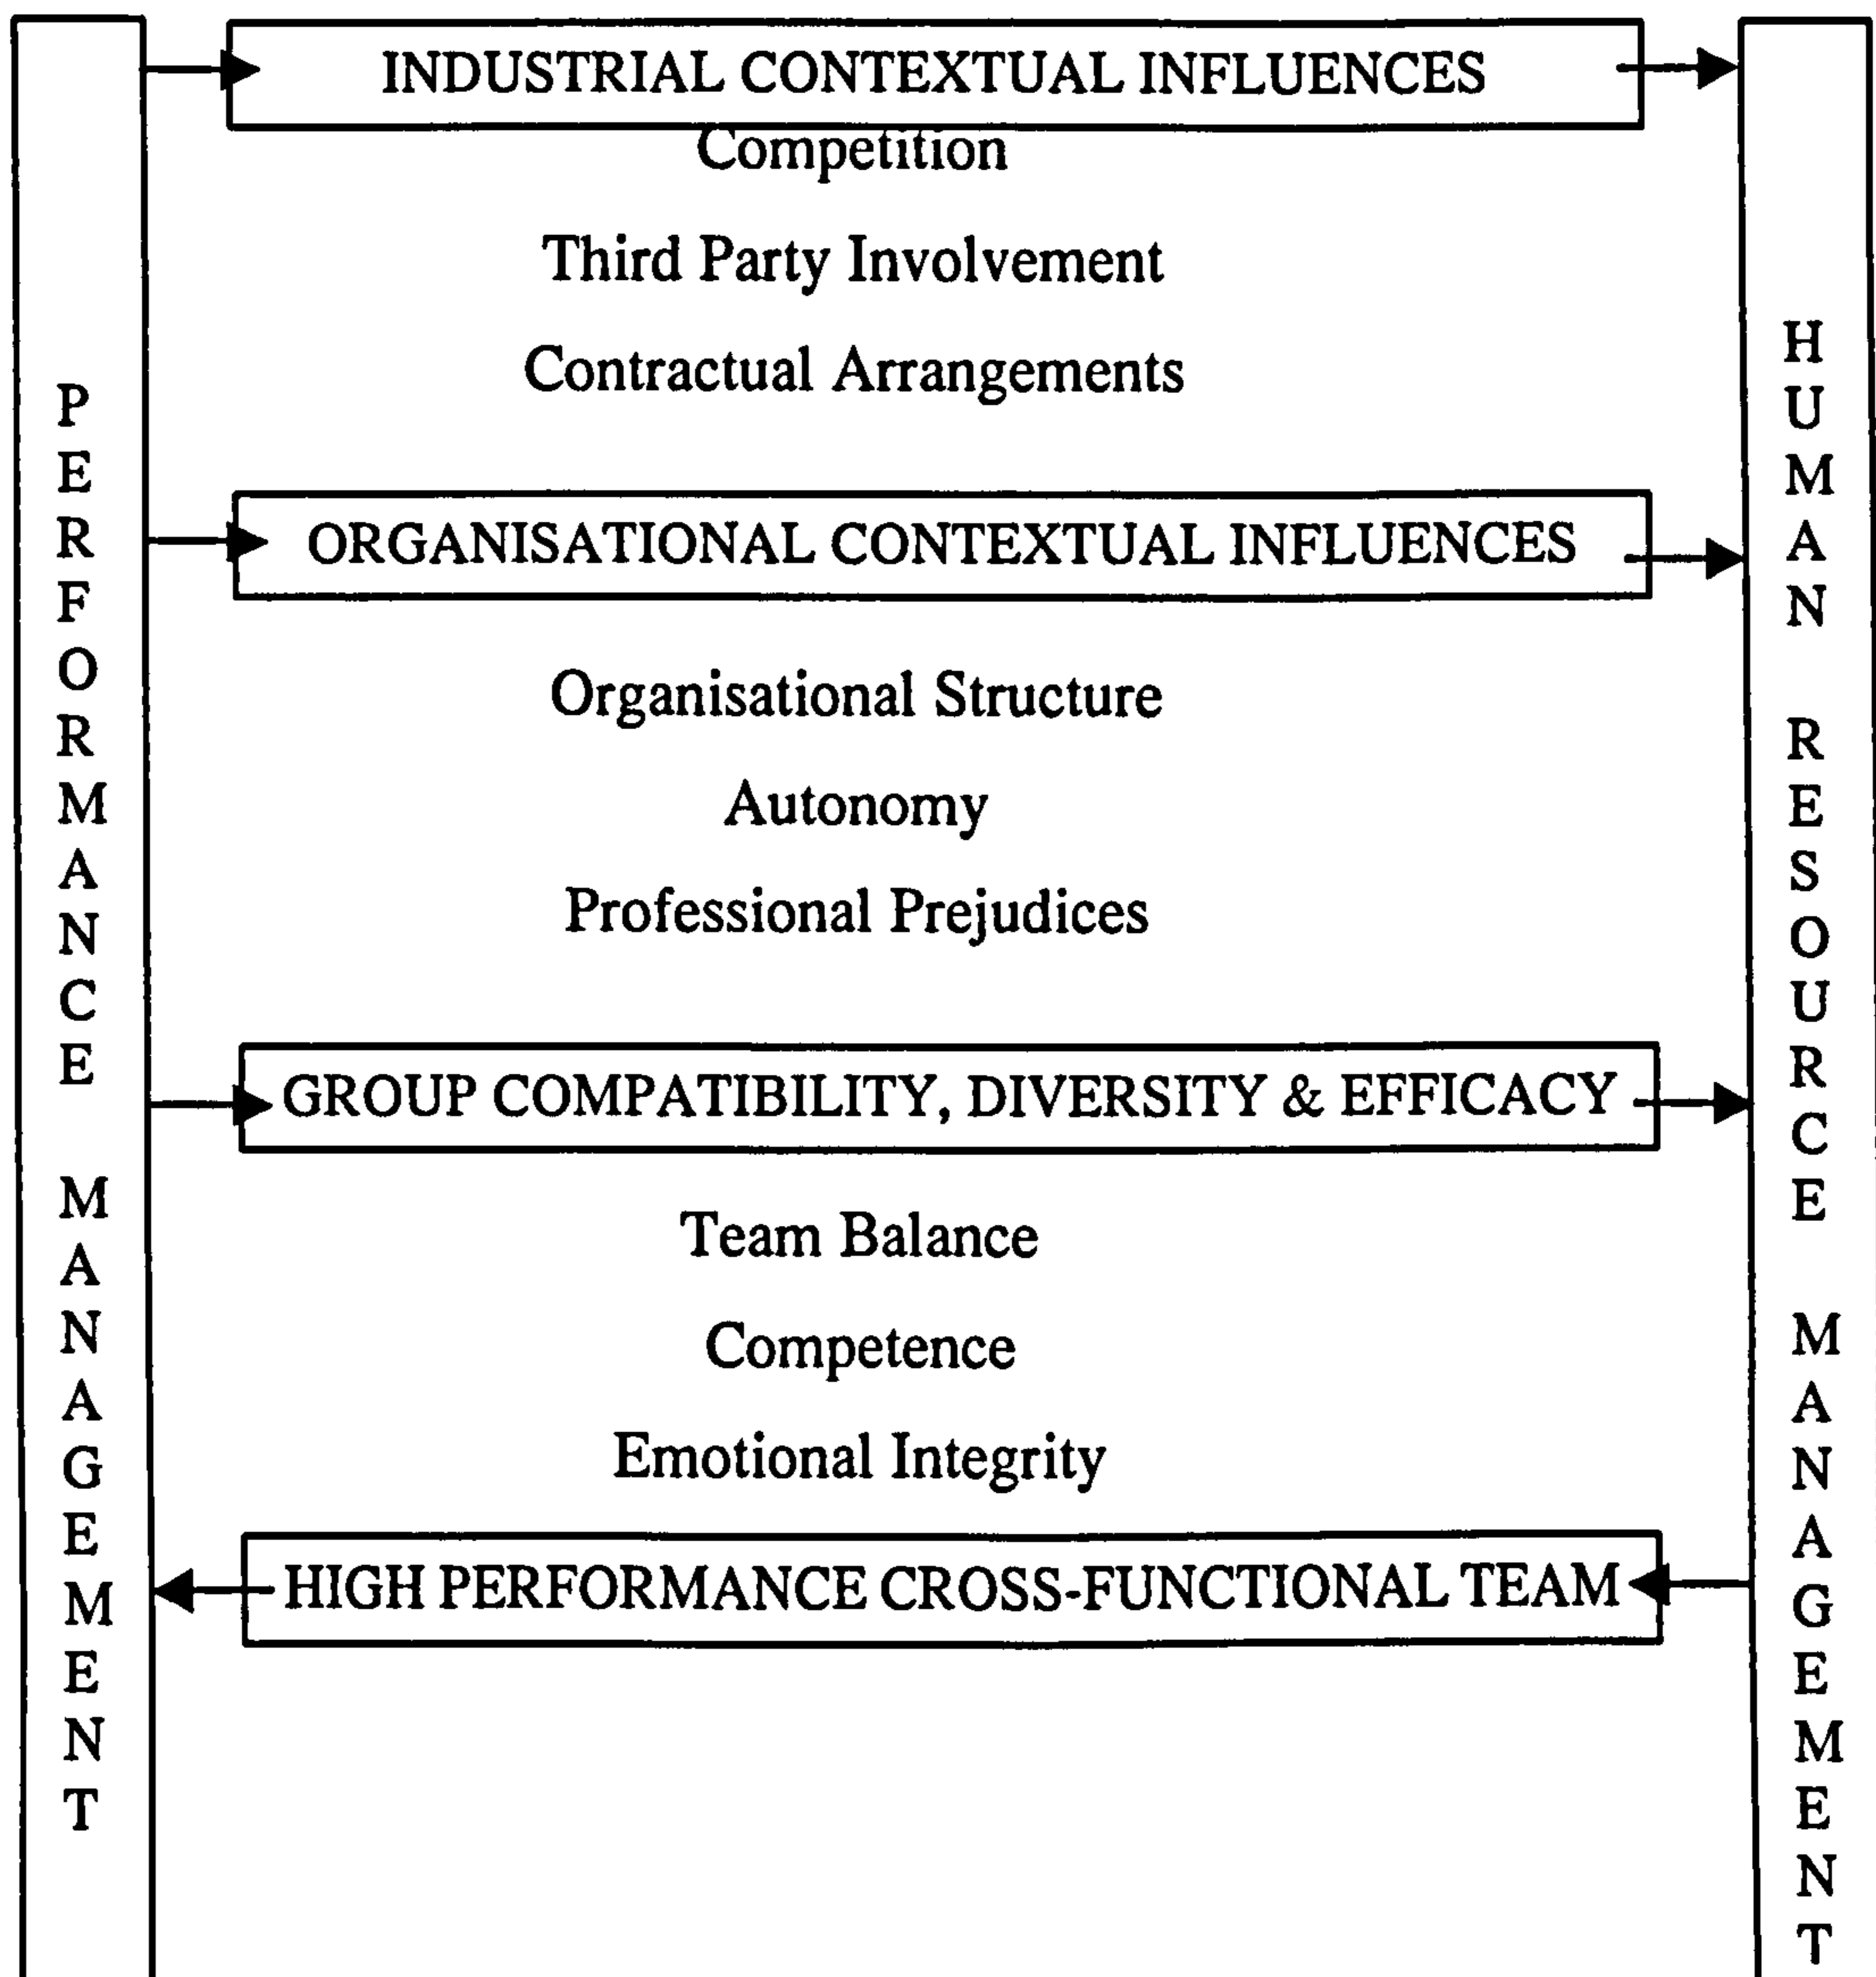 PERFORMANCE MANAGEMENT
INDUSTRIAL CONTEXTUAL INFLUENCES
Competition
Third Party Involvement
Contractual Arrangements
ORGANISATIONAL CONTEXTUAL INFLUENCES
Organisational Structure
Autonomy
Professional Prejudices
GROUP COMPATIBILITY, DIVERSITY & EFFICACY
Team Balance
Competence
Emotional Integrity
HIGH PERFORMANCE CROSS-FUNCTIONAL TEAM
HUMAN RESOURCE MANAGEMENT